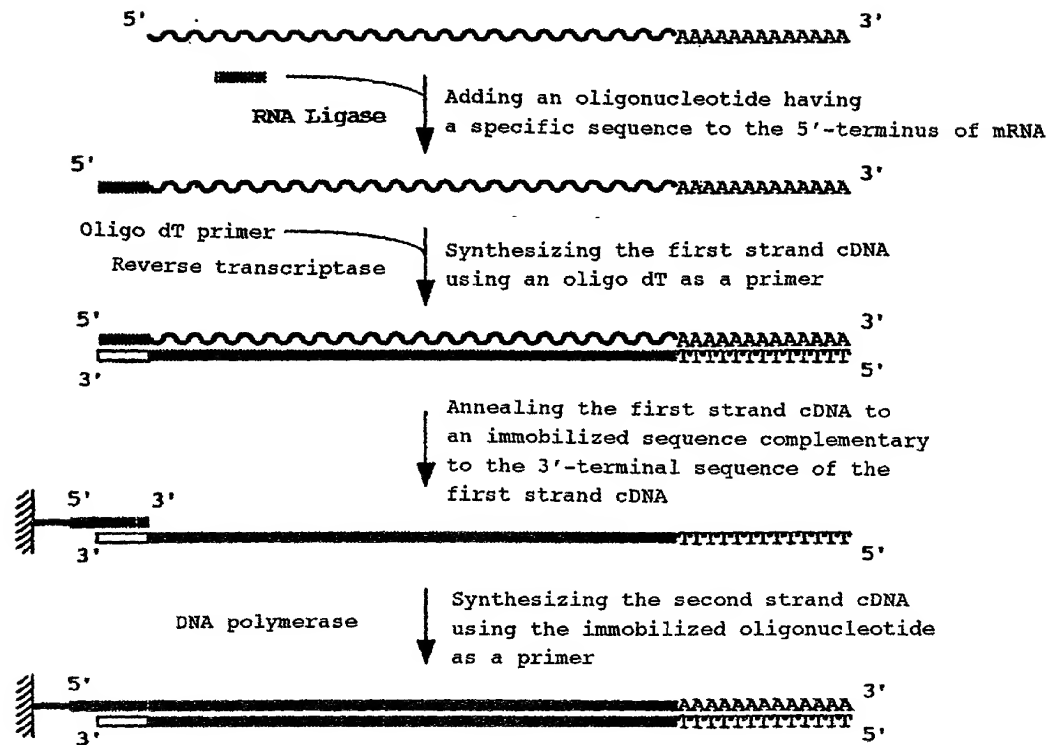 5' 3'
AAAAAAAAAAAAA
RNA Ligase
Adding an oligonucleotide having
a specific sequence to the 5'-terminus of mRNA
5' 3'
AAAAAAAAAAAAA
Oligo dT primer
Reverse transcriptase
Synthesizing the first strand cDNA
using an oligo dT as a primer
5' 3'
AAAAAAAAAAAAA
TTTTTTTTTTTTT
3' 5'
Annealing the first strand cDNA to
an immobilized sequence complementary
to the 3'-terminal sequence of the
first strand cDNA
5' 3'
TTTTTTTTTTTTT
3' 5'
DNA polymerase
Synthesizing the second strand cDNA
using the immobilized oligonucleotide
as a primer
5' 3'
AAAAAAAAAAAAA
TTTTTTTTTTTTT
3' 5'